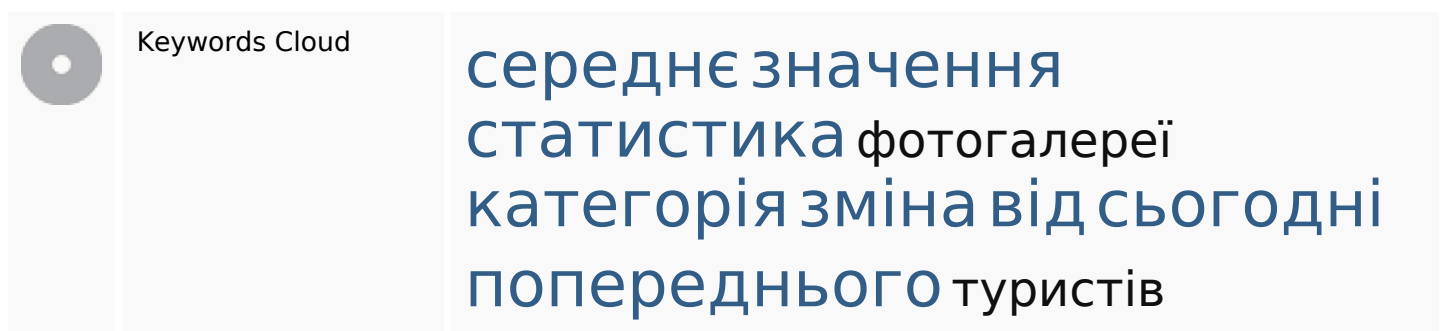 Keywords Cloud
середнє значення
статистика фотогалереї
категорія зміна від сьогодні
попереднього туристів